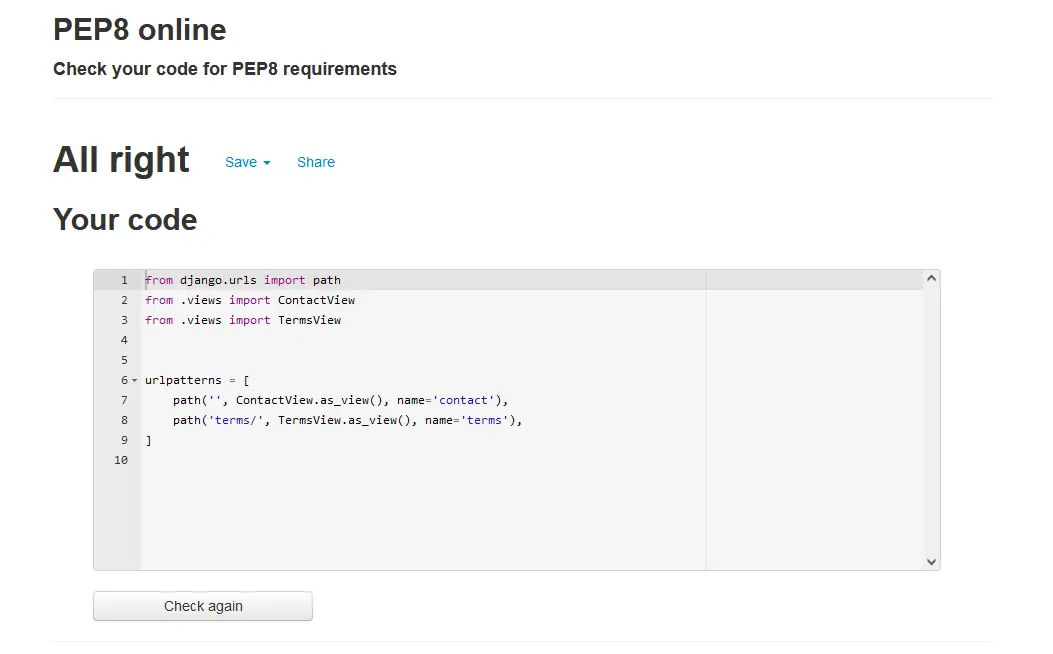 PEP8 online
Check your code for PEP8 requirements
All right Save Share
Your code
1 from django.urls import path
2 from .views import ContactView
3 from .views import TermsView
4
5
6 urlpatterns = [
7     path('', ContactView.as_view(), name='contact'),
8     path('terms/', TermsView.as_view(), name='terms'),
9 ]
10
Check again